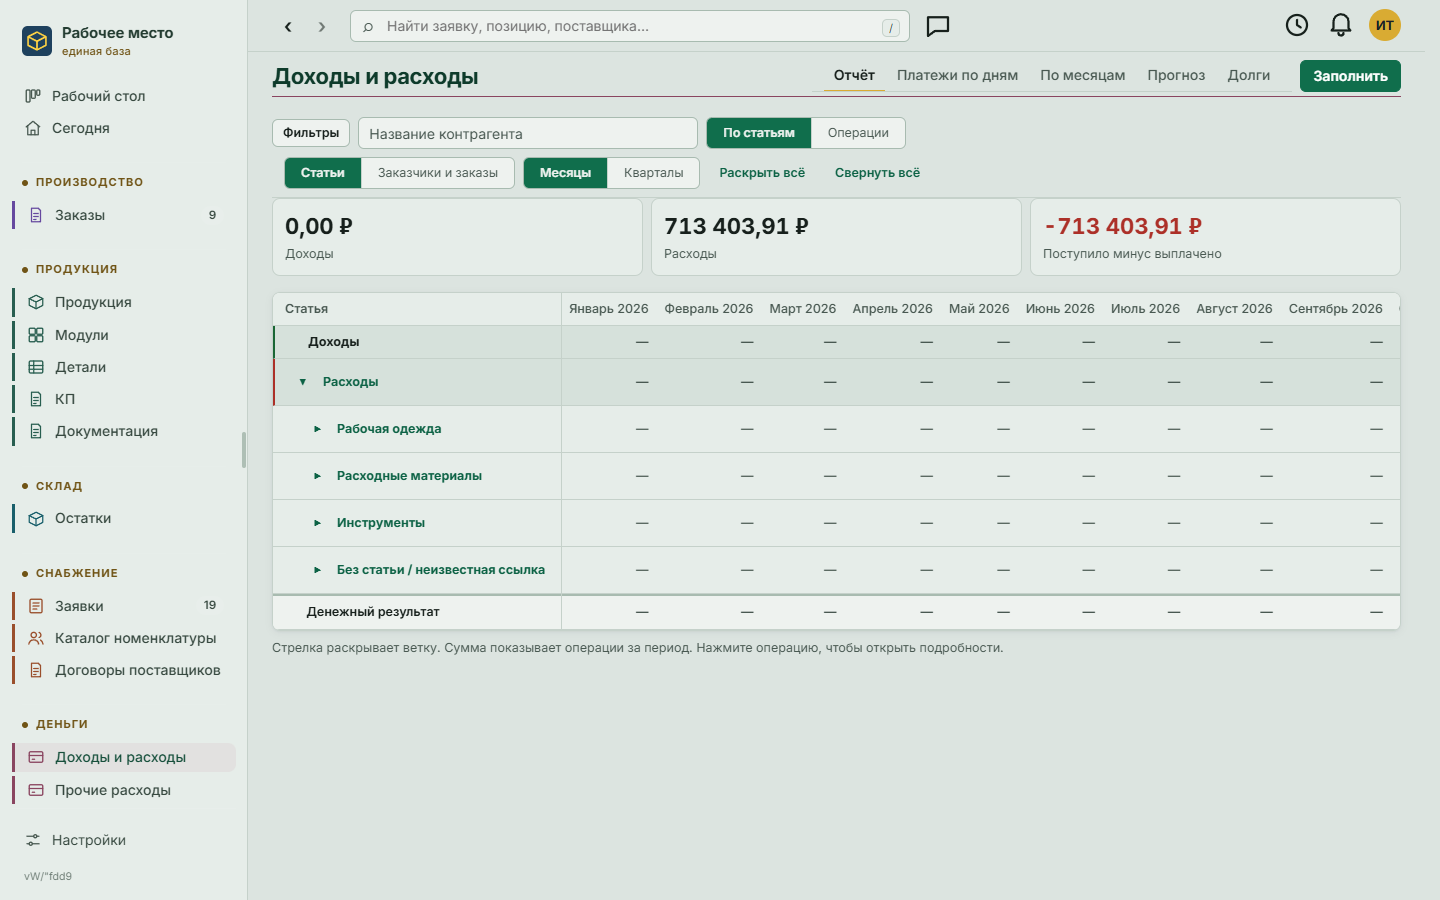 Рабочее место
единая база
Рабочий стол
Сегодня
ПРОИЗВОДСТВО
Заказы 9
ПРОДУКЦИЯ
Продукция
Модули
Детали
КП
Документация
СКЛАД
Остатки
СНАБЖЕНИЕ
Заявки 19
Каталог номенклатуры
Договоры поставщиков
ДЕНЬГИ
Доходы и расходы
Прочие расходы
Настройки
vW/"fdd9
Найти заявку, позицию, поставщика... /
ИТ
Доходы и расходы
Отчёт Платежи по дням По месяцам Прогноз Долги Заполнить
Фильтры Название контрагента По статьям Операции
Статьи Заказчики и заказы Месяцы Кварталы Раскрыть всё Свернуть всё
0,00 ₽ 713 403,91 ₽ -713 403,91 ₽
Доходы Расходы Поступило минус выплачено
Статья Январь 2026 Февраль 2026 Март 2026 Апрель 2026 Май 2026 Июнь 2026 Июль 2026 Август 2026 Сентябрь 2026
Доходы — — — — — — — — —
Расходы — — — — — — — — —
Рабочая одежда — — — — — — — — —
Расходные материалы — — — — — — — — —
Инструменты — — — — — — — — —
Без статьи / неизвестная ссылка — — — — — — — — —
Денежный результат — — — — — — — — —
Стрелка раскрывает ветку. Сумма показывает операции за период. Нажмите операцию, чтобы открыть подробности.